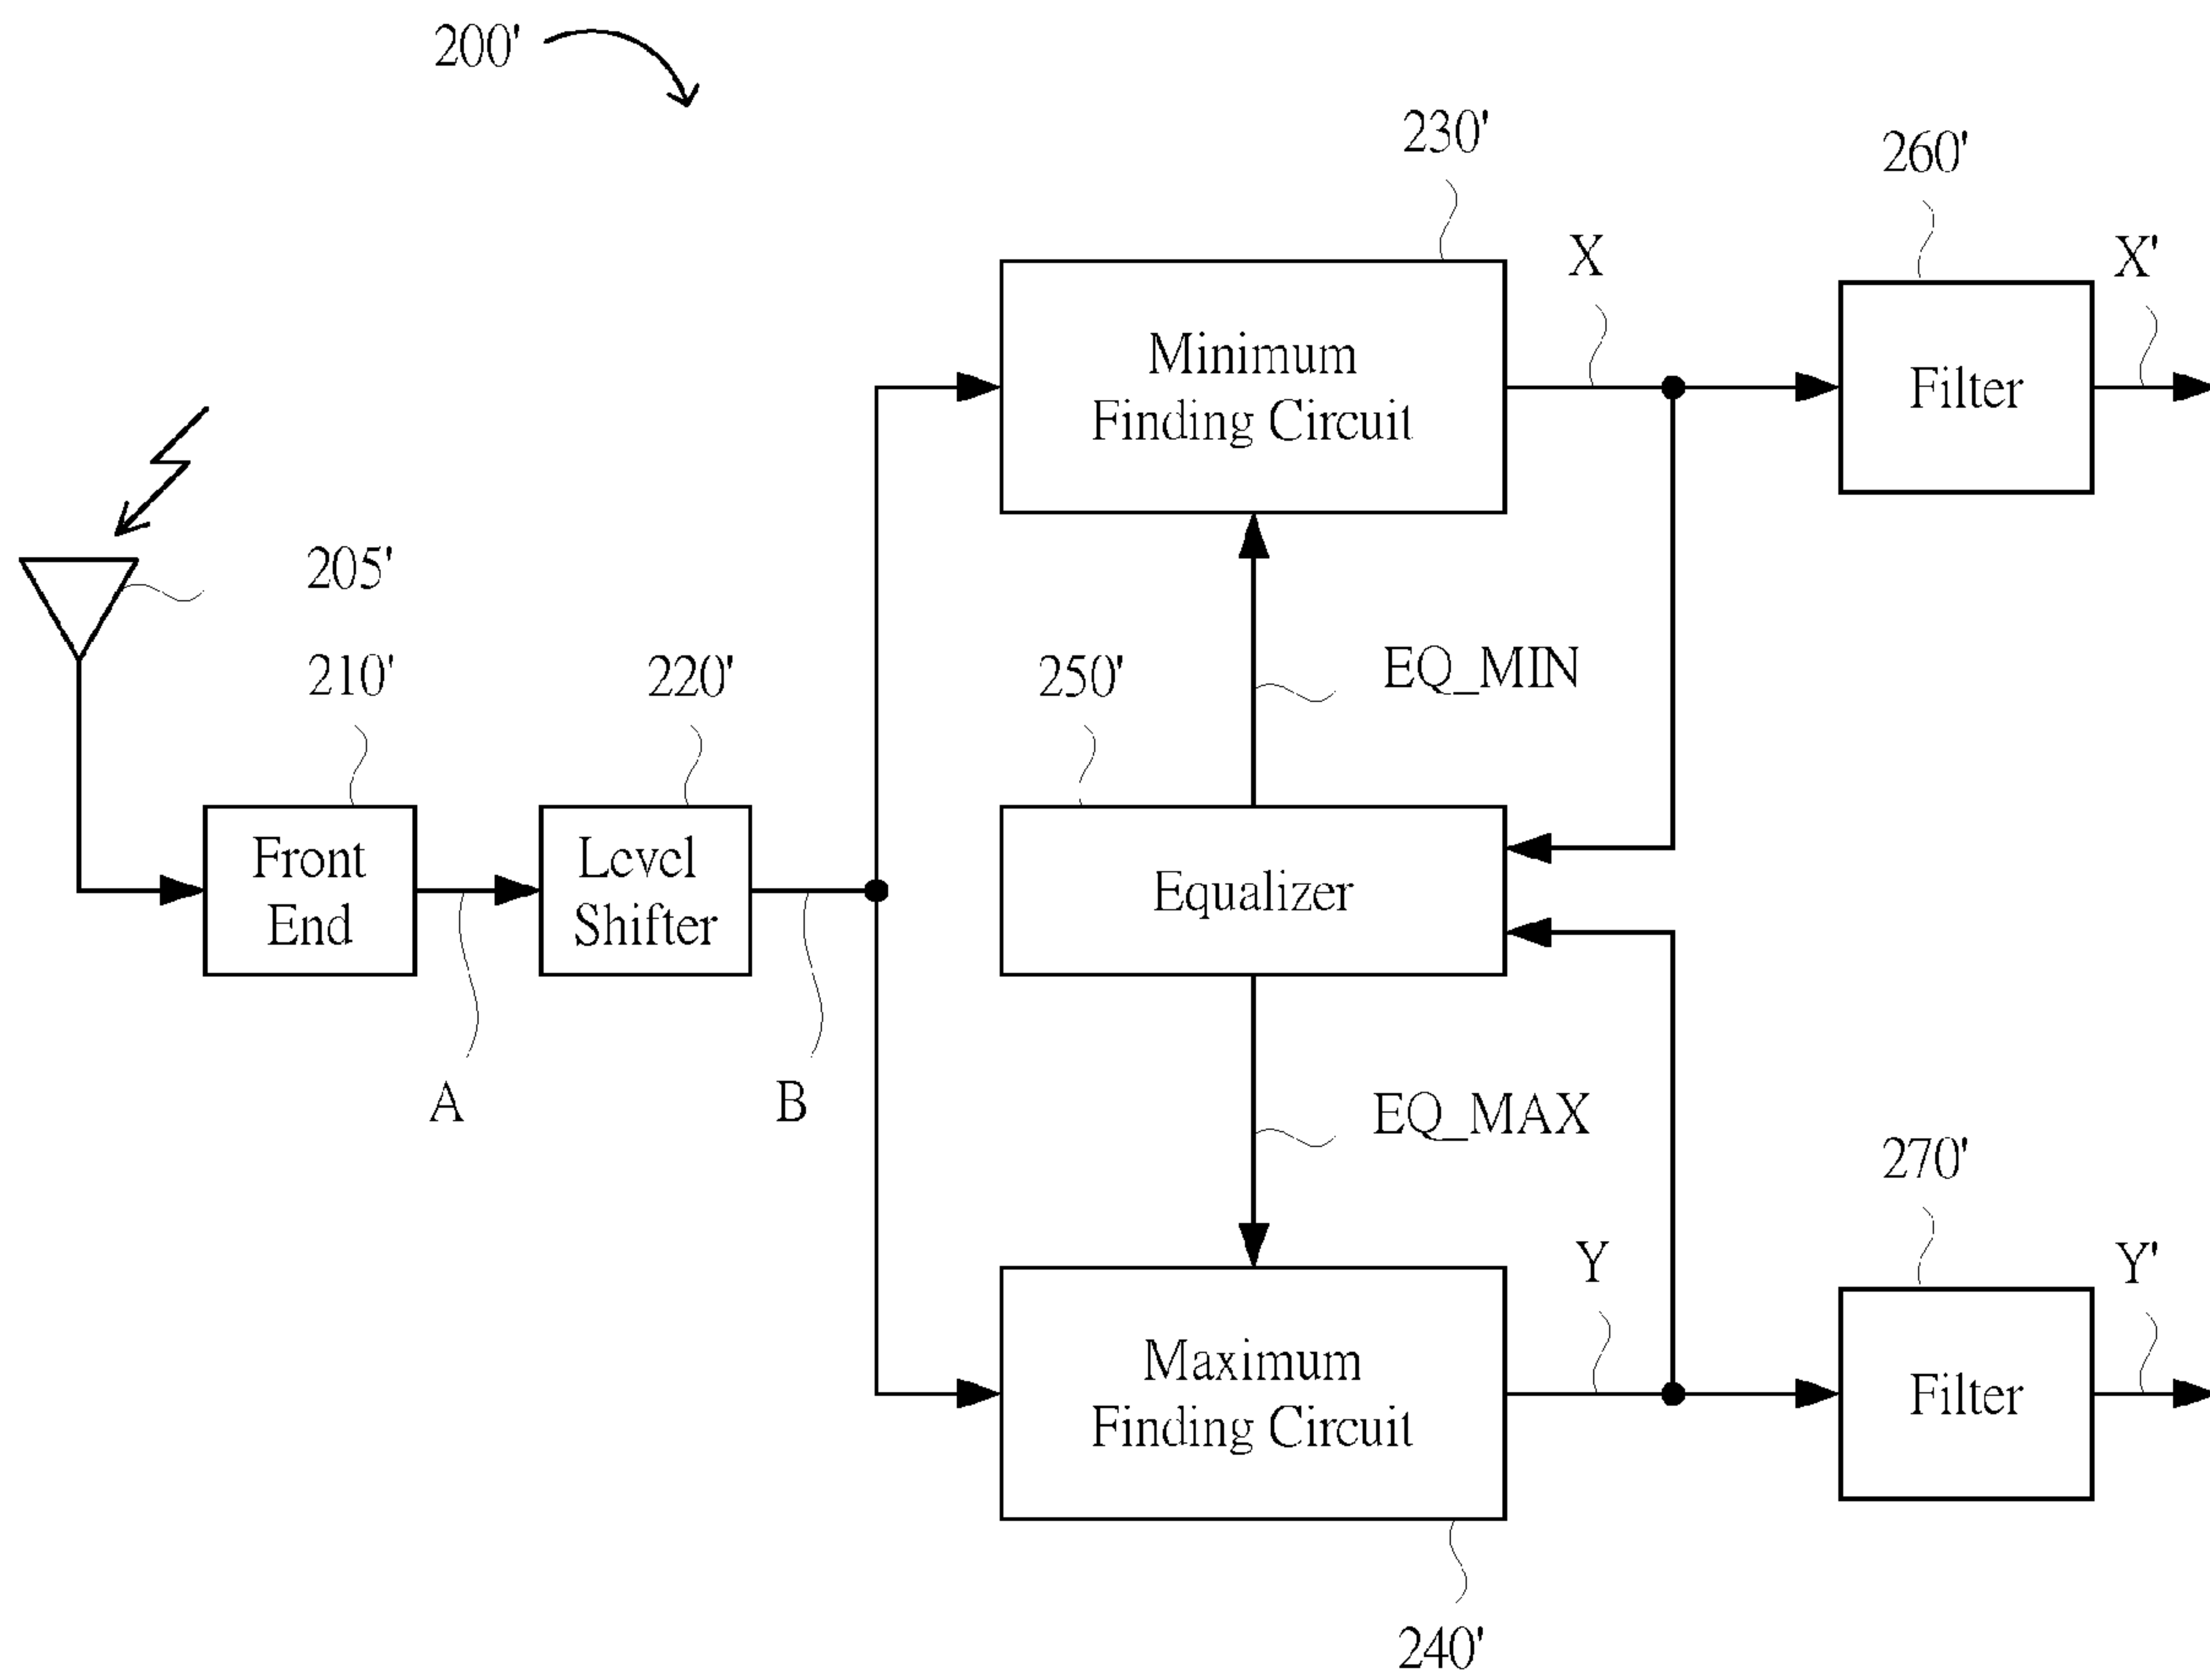 200'
230'
260'
X
X'
Minimum
Finding Circuit
Filter
205'
210'
220'
250'
EQ_MIN
Front
End
Level
Shifter
Equalizer
A
B
EQ_MAX
270'
Y
Y'
Maximum
Finding Circuit
Filter
240'